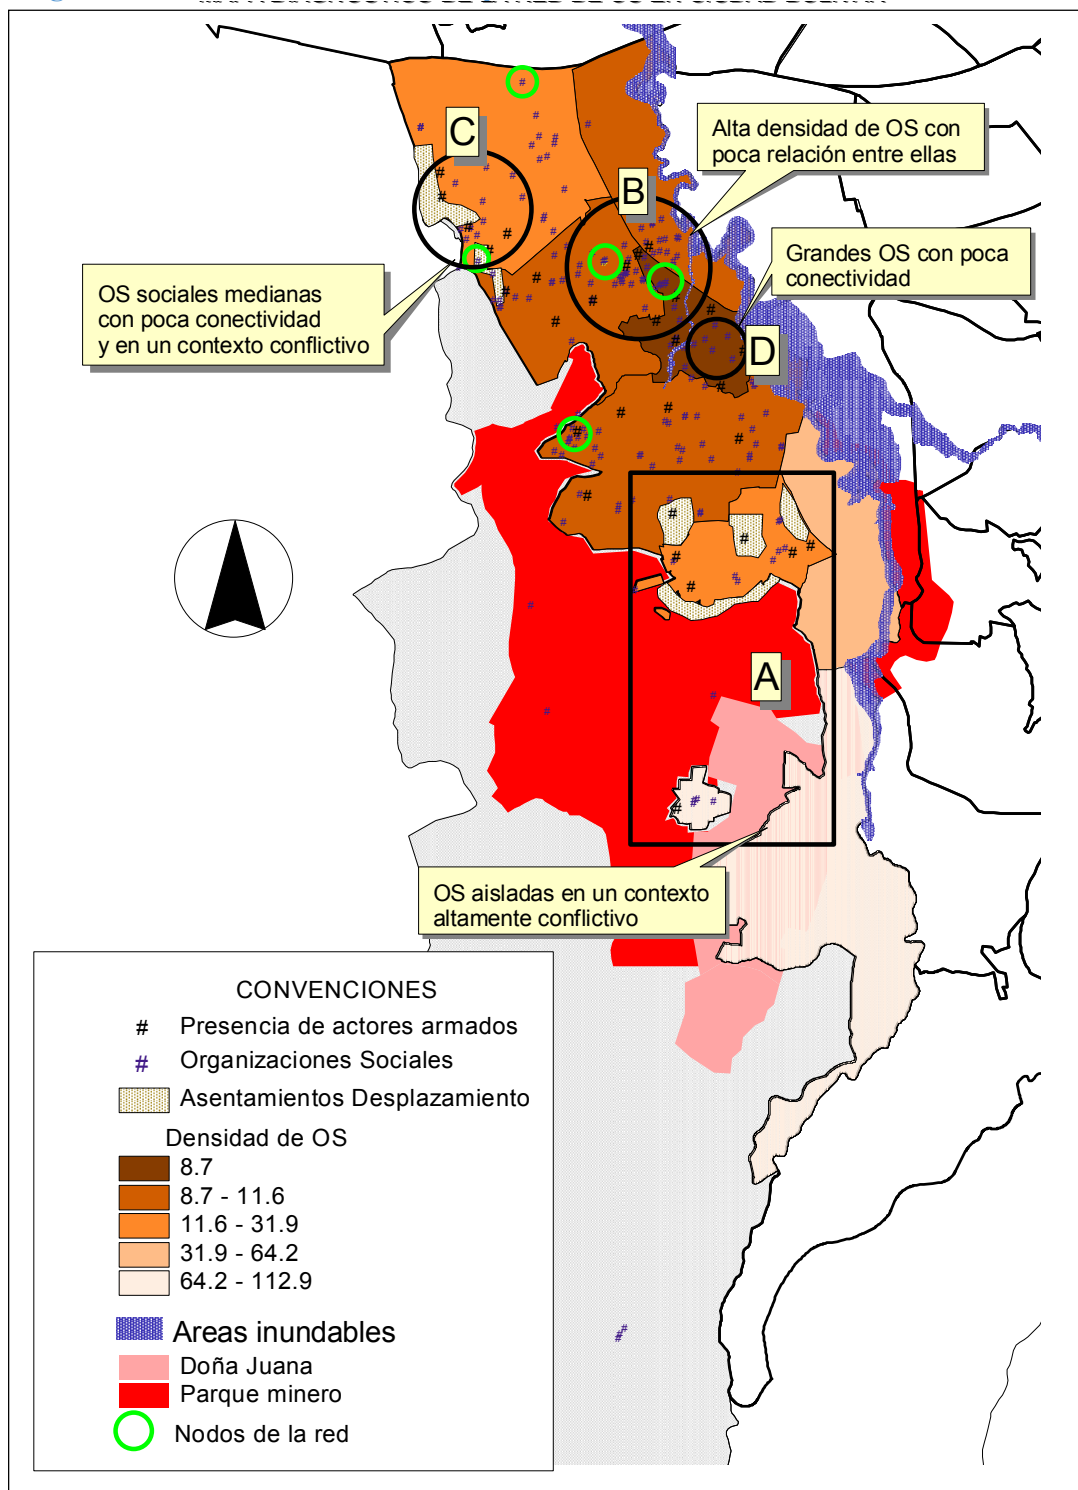 C
Alta densidad de OS con
poca relación entre ellas
B
Grandes OS con poca
conectividad
OS sociales medianas
con poca conectividad
y en un contexto conflictivo
D
A
OS aisladas en un contexto
altamente conflictivo
CONVENCIONES
# Presencia de actores armados
# Organizaciones Sociales
Asentamientos Desplazamiento
Densidad de OS
8.7
8.7 - 11.6
11.6 - 31.9
31.9 - 64.2
64.2 - 112.9
Areas inundables
Doña Juana
Parque minero
Nodos de la red